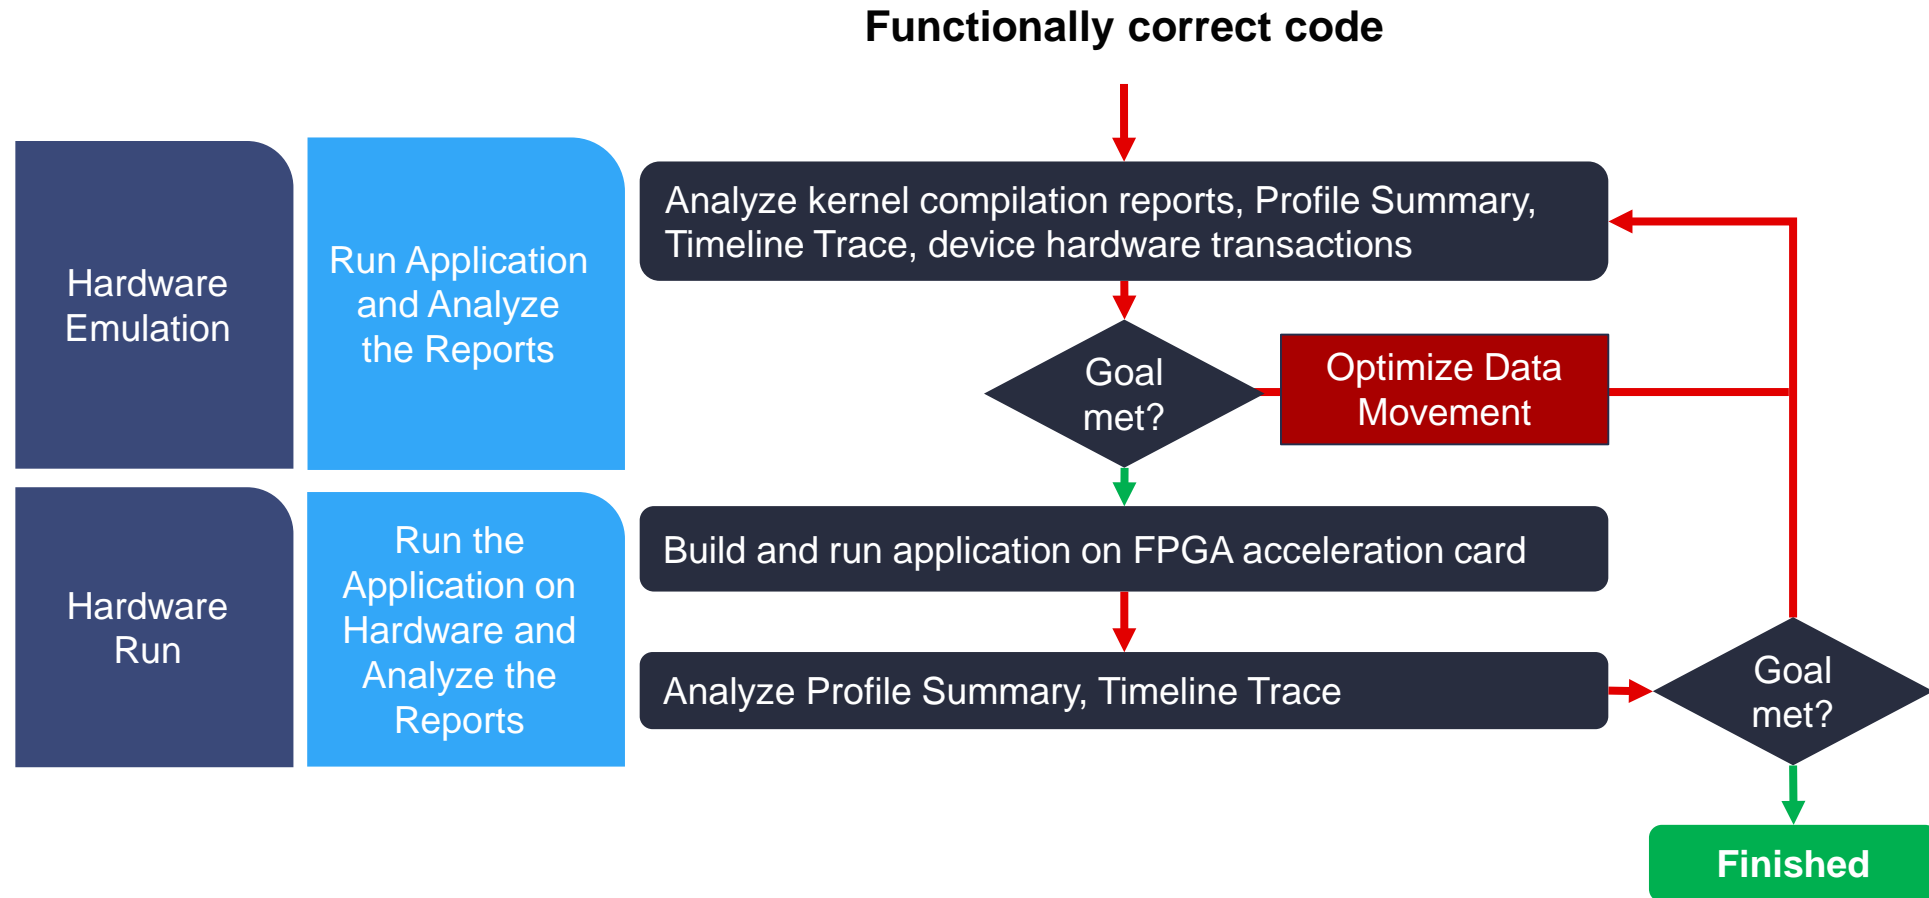 Functionally correct code
Hardware
Emulation
Run Application
and Analyze
the Reports
Analyze kernel compilation reports, Profile Summary,
Timeline Trace, device hardware transactions
Goal
met?
Optimize Data
Movement
Hardware
Run
Run the
Application on
Hardware and
Analyze the
Reports
Build and run application on FPGA acceleration card
Analyze Profile Summary, Timeline Trace
Goal
met?
Finished